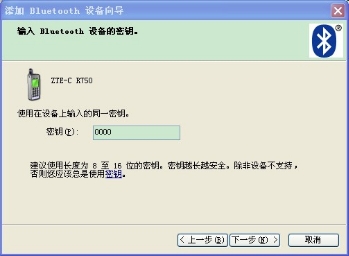 添加 Bluetooth 设备向导
输入 Bluetooth 设备的密钥。
ZTE-C R750
使用在设备上输入的同一密钥。
密钥(P): 0000
建议使用长度为 8 至 16 位的密钥。密钥越长越安全。除非设备不支持，
否则您应该总是使用密钥。
< 上一步(B) 下一步(N) > 取消